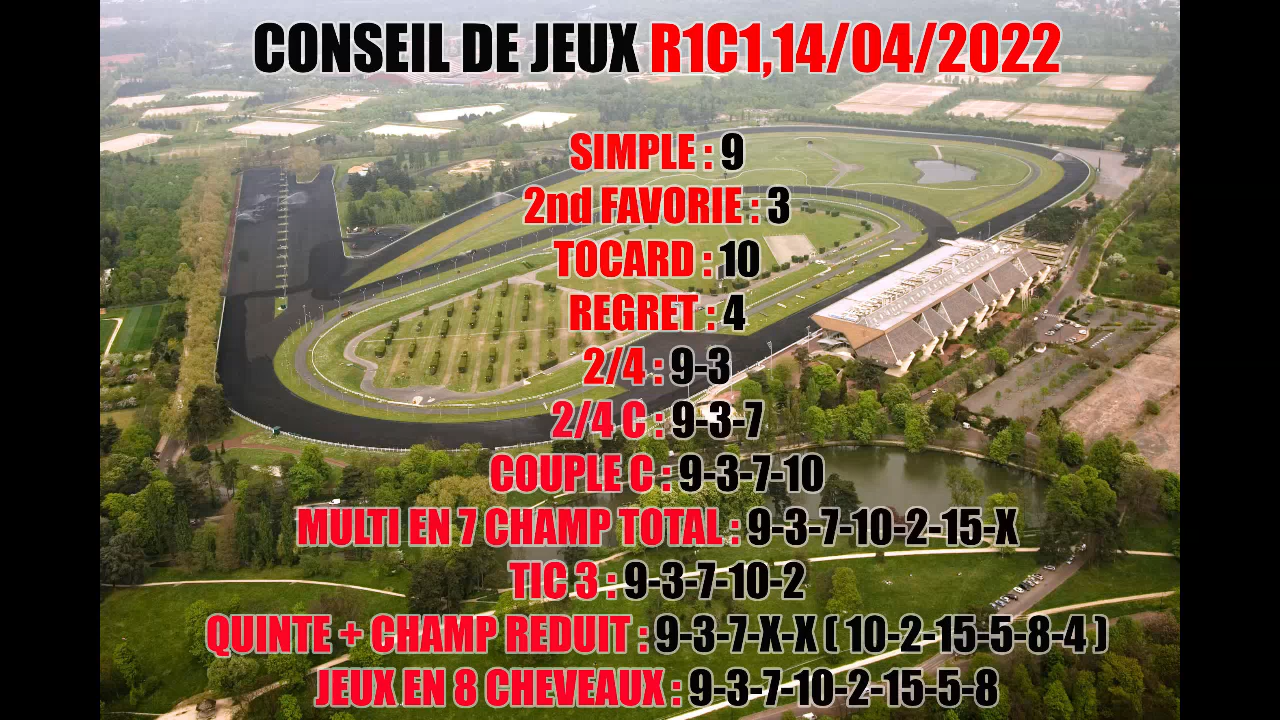 CONSEIL DE JEUX R1C1,14/04/2022
SIMPLE : 9
2nd FAVORIE : 3
TOCARD : 10
REGRET : 4
2/4 : 9-3
2/4 C : 9-3-7
COUPLE C : 9-3-7-10
MULTI EN 7 CHAMP TOTAL : 9-3-7-10-2-15-X
TIC 3 : 9-3-7-10-2
QUINTE + CHAMP REDUIT : 9-3-7-X-X ( 10-2-15-5-8-4 )
JEUX EN 8 CHEVEAUX : 9-3-7-10-2-15-5-8